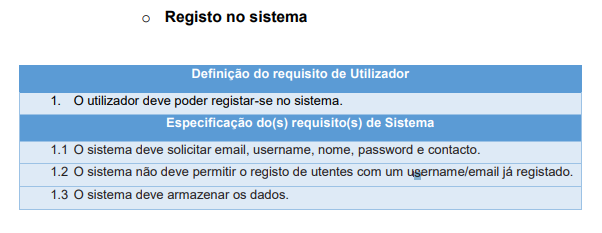 o Registo no sistema
Definição do requisito de Utilizador
1. O utilizador deve poder registar-se no sistema.
Especificação do(s) requisito(s) de Sistema
1.1 O sistema deve solicitar email, username, nome, password e contacto.
1.2 O sistema não deve permitir o registo de utentes com um username/email já registado.
1.3 O sistema deve armazenar os dados.